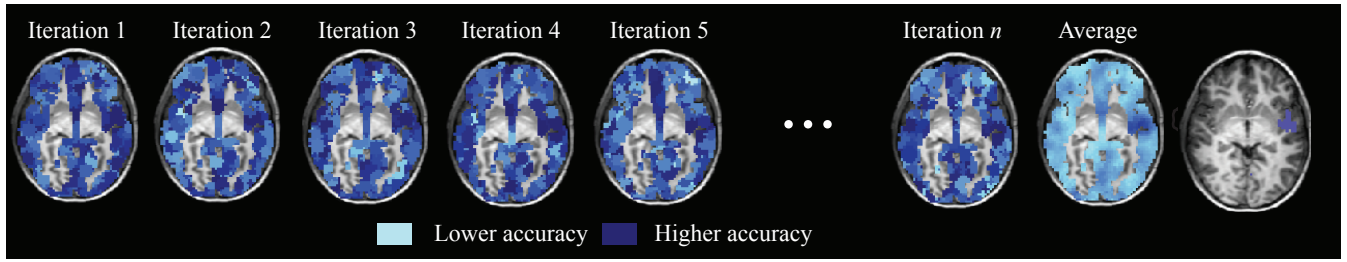 Iteration 1 Iteration 2 Iteration 3 Iteration 4 Iteration 5 Iteration n Average
• • •
Lower accuracy Higher accuracy